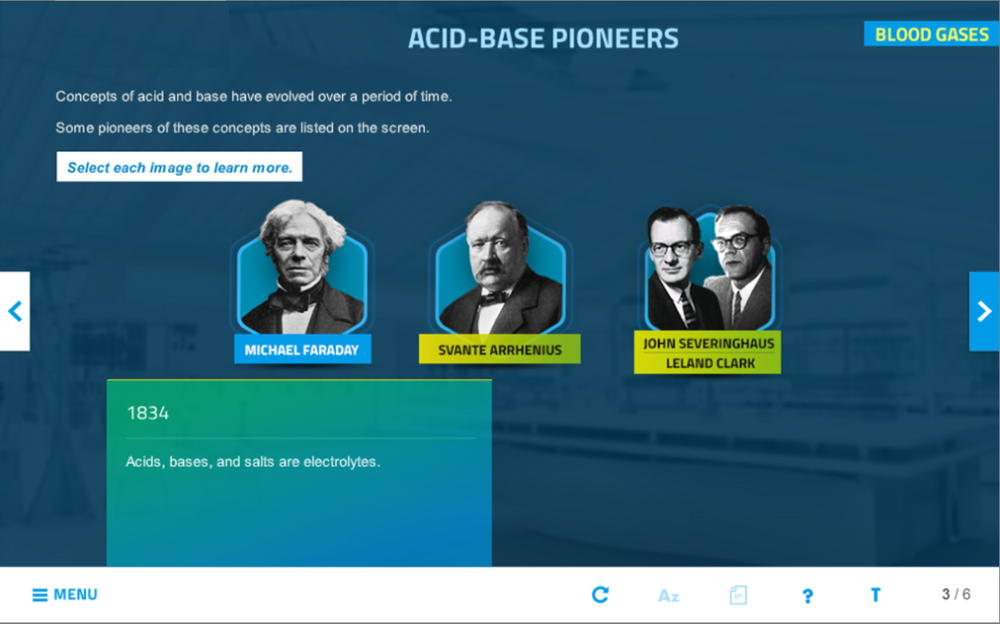 ACID-BASE PIONEERS
BLOOD GASES
Concepts of acid and base have evolved over a period of time.
Some pioneers of these concepts are listed on the screen.
Select each image to learn more.
MICHAEL FARADAY
SVANTE ARRHENIUS
JOHN SEVERINGHAUS
LELAND CLARK
1834
Acids, bases, and salts are electrolytes.
MENU
Az
?
T
3 / 6